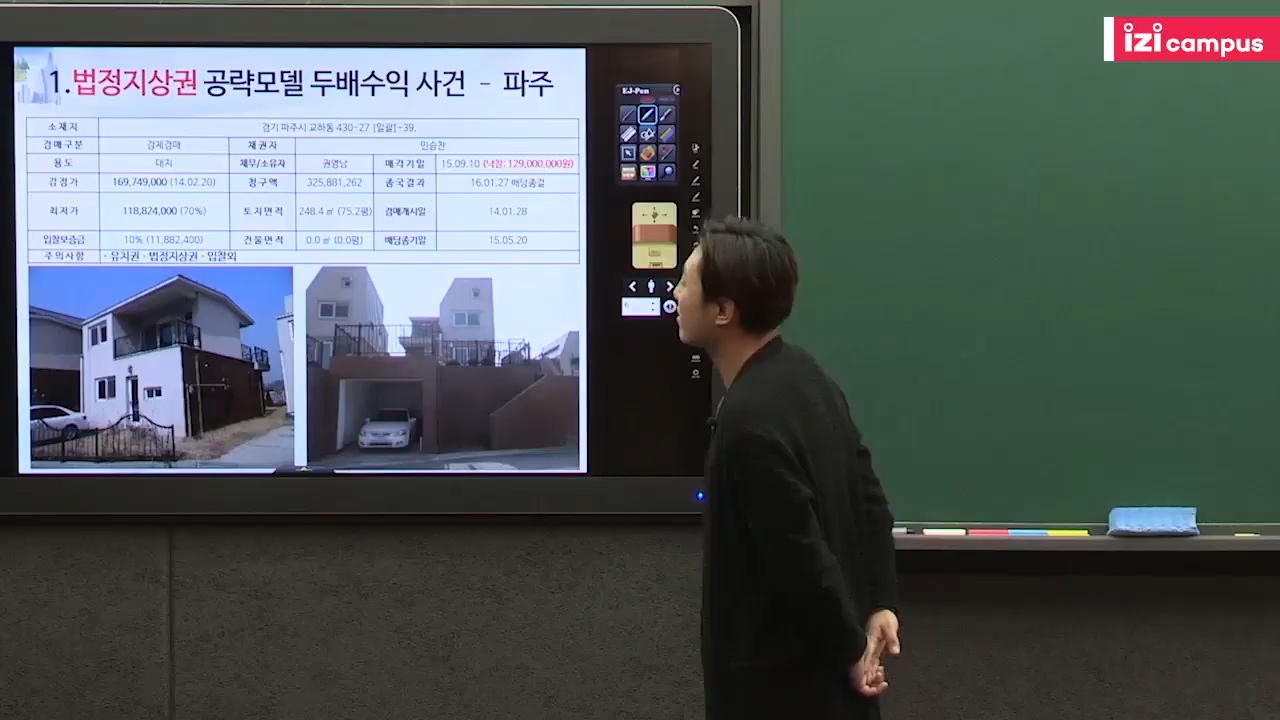 izi campus
1.법정지상권 공략모델 두배수익 사건 - 파주
소재지 경기 파주시 교하동 430-27 [일괄]-39.
경매구분 강제경매 채권자 민승찬
용도 대지 채무/소유자 권영남 매각기일 15.09.10 (낙찰: 129,000,000원)
감정가 169,749,000 (14.02.20) 청구액 325,881,262 종국결과 16.01.27 배당종결
최저가 118,824,000 (70%) 토지면적 248.4 ㎡ (75.2평) 경매개시일 14.01.28
입찰보증금 10% (11,882,400) 건물면적 0.0 ㎡ (0.0평) 배당종기일 15.05.20
주의사항 · 유치권 · 법정지상권 · 입찰외
EJ-Pen